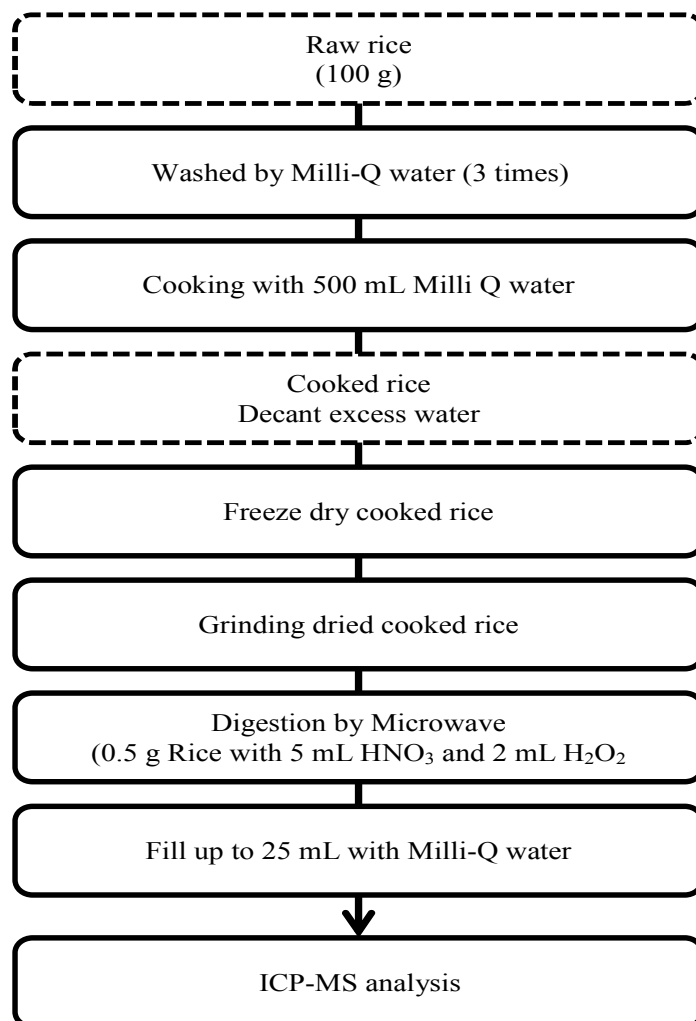 Raw rice
(100 g)
Washed by Milli-Q water (3 times)
Cooking with 500 mL Milli Q water
Cooked rice
Decant excess water
Freeze dry cooked rice
Grinding dried cooked rice
Digestion by Microwave
(0.5 g Rice with 5 mL HNO₃ and 2 mL H₂O₂
Fill up to 25 mL with Milli-Q water
ICP-MS analysis